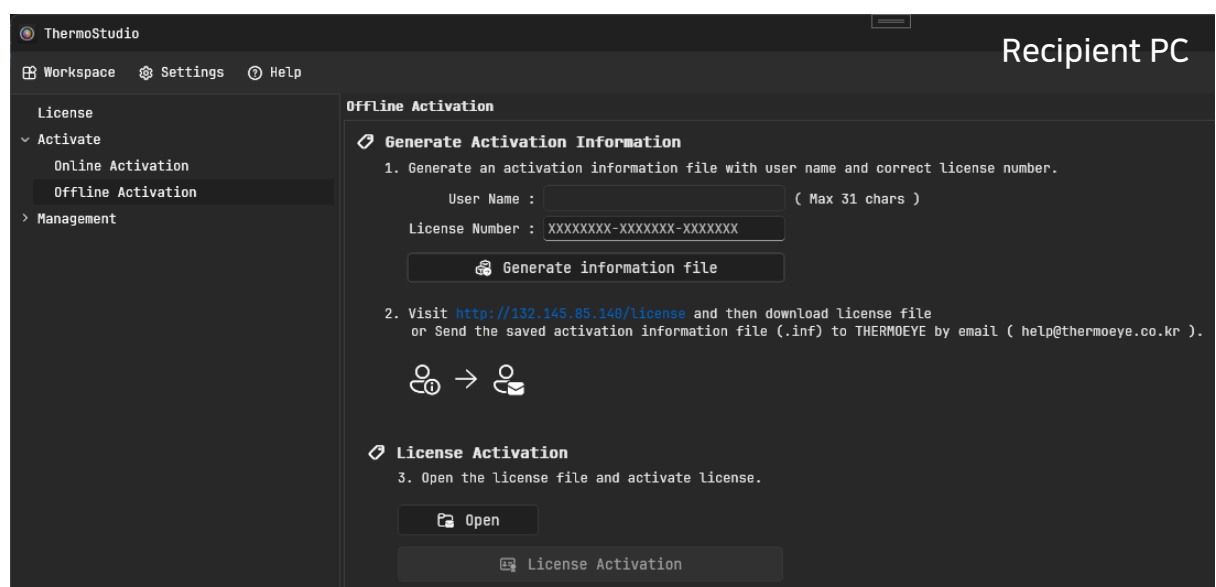 ThermoStudio
Recipient PC
Workspace Settings Help
License
Activate
Online Activation
Offline Activation
Management
Offline Activation
Generate Activation Information
1. Generate an activation information file with user name and correct license number.
User Name : ( Max 31 chars )
License Number : XXXXXXXX-XXXXXXX-XXXXXXX
Generate information file
2. Visit http://132.145.85.140/license and then download license file
or Send the saved activation information file (.inf) to THERMOEYE by email ( help@thermoeye.co.kr ).
License Activation
3. Open the license file and activate license.
Open
License Activation